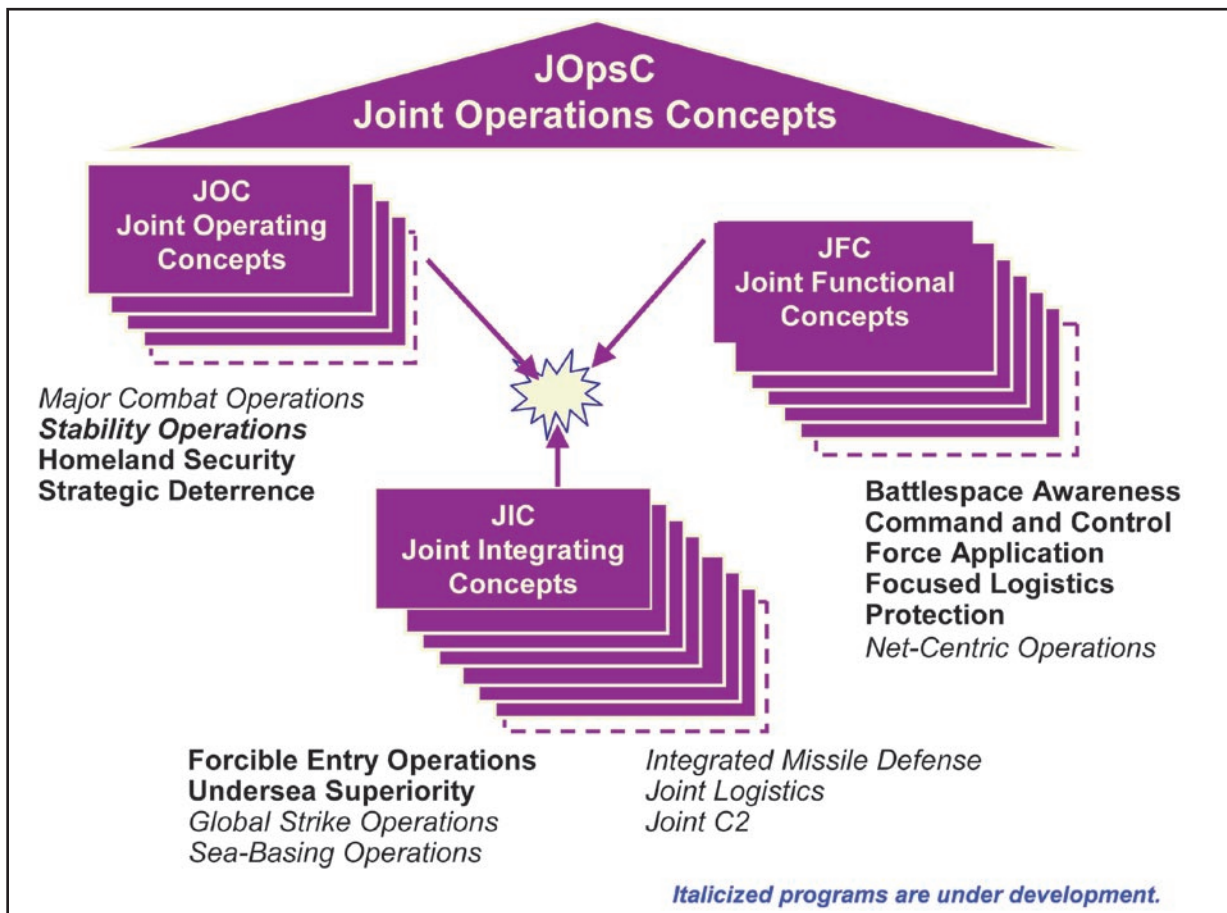 JOpsC
Joint Operations Concepts
JOC
Joint Operating
Concepts
Major Combat Operations
Stability Operations
Homeland Security
Strategic Deterrence
JFC
Joint Functional
Concepts
Battlespace Awareness
Command and Control
Force Application
Focused Logistics
Protection
Net-Centric Operations
JIC
Joint Integrating
Concepts
Forcible Entry Operations
Undersea Superiority
Global Strike Operations
Sea-Basing Operations
Integrated Missile Defense
Joint Logistics
Joint C2
Italicized programs are under development.